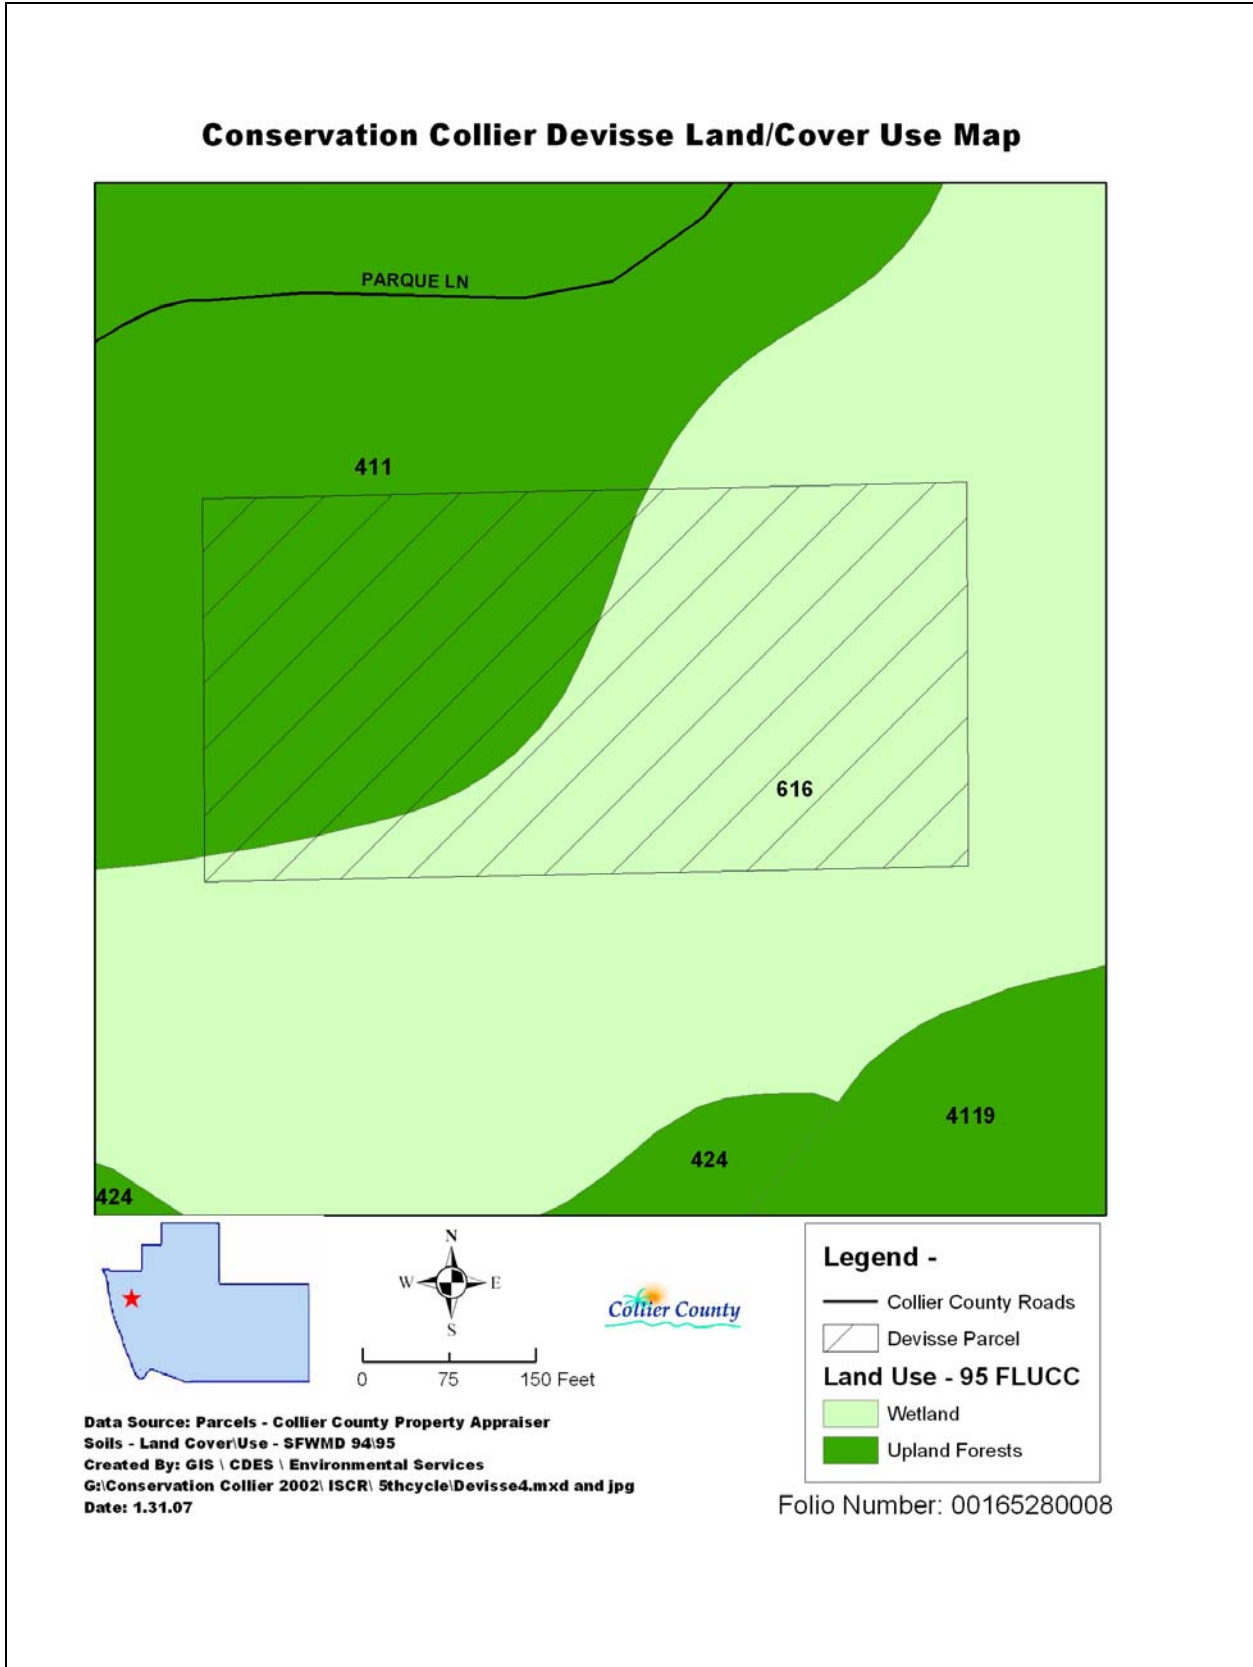 Conservation Collier Devisse Land/Cover Use Map
PARQUE LN
411
616
4119
424
424
N
W E
S
0 75 150 Feet
Collier County
Legend -
Collier County Roads
Devisse Parcel
Land Use - 95 FLUCC
Wetland
Upland Forests
Data Source: Parcels - Collier County Property Appraiser
Soils - Land Cover\Use - SFWMD 94\95
Created By: GIS \ CDES \ Environmental Services
G:\Conservation Collier 2002\ ISCR\ 5thcycle\Devisse4.mxd and jpg
Date: 1.31.07
Folio Number: 00165280008